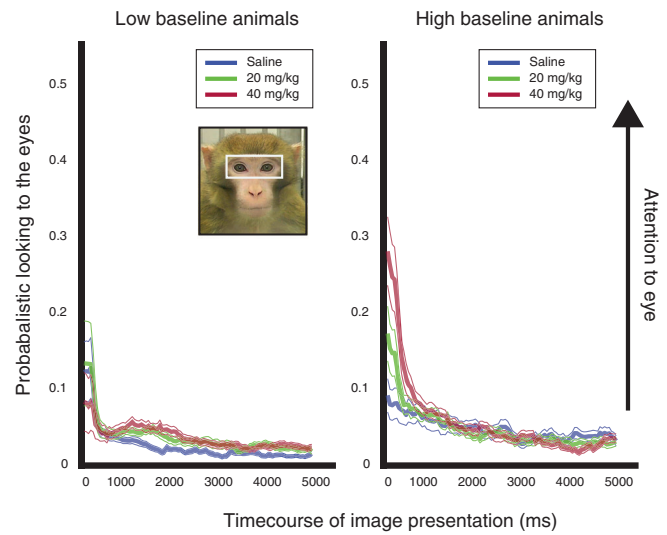 Low baseline animals
High baseline animals
Saline
20 mg/kg
40 mg/kg
Saline
20 mg/kg
40 mg/kg
Probabalistic looking to the eyes
0.5
0.4
0.3
0.2
0.1
0
0.5
0.4
0.3
0.2
0.1
0
Attention to eye
0 1000 2000 3000 4000 5000
0 1000 2000 3000 4000 5000
Timecourse of image presentation (ms)